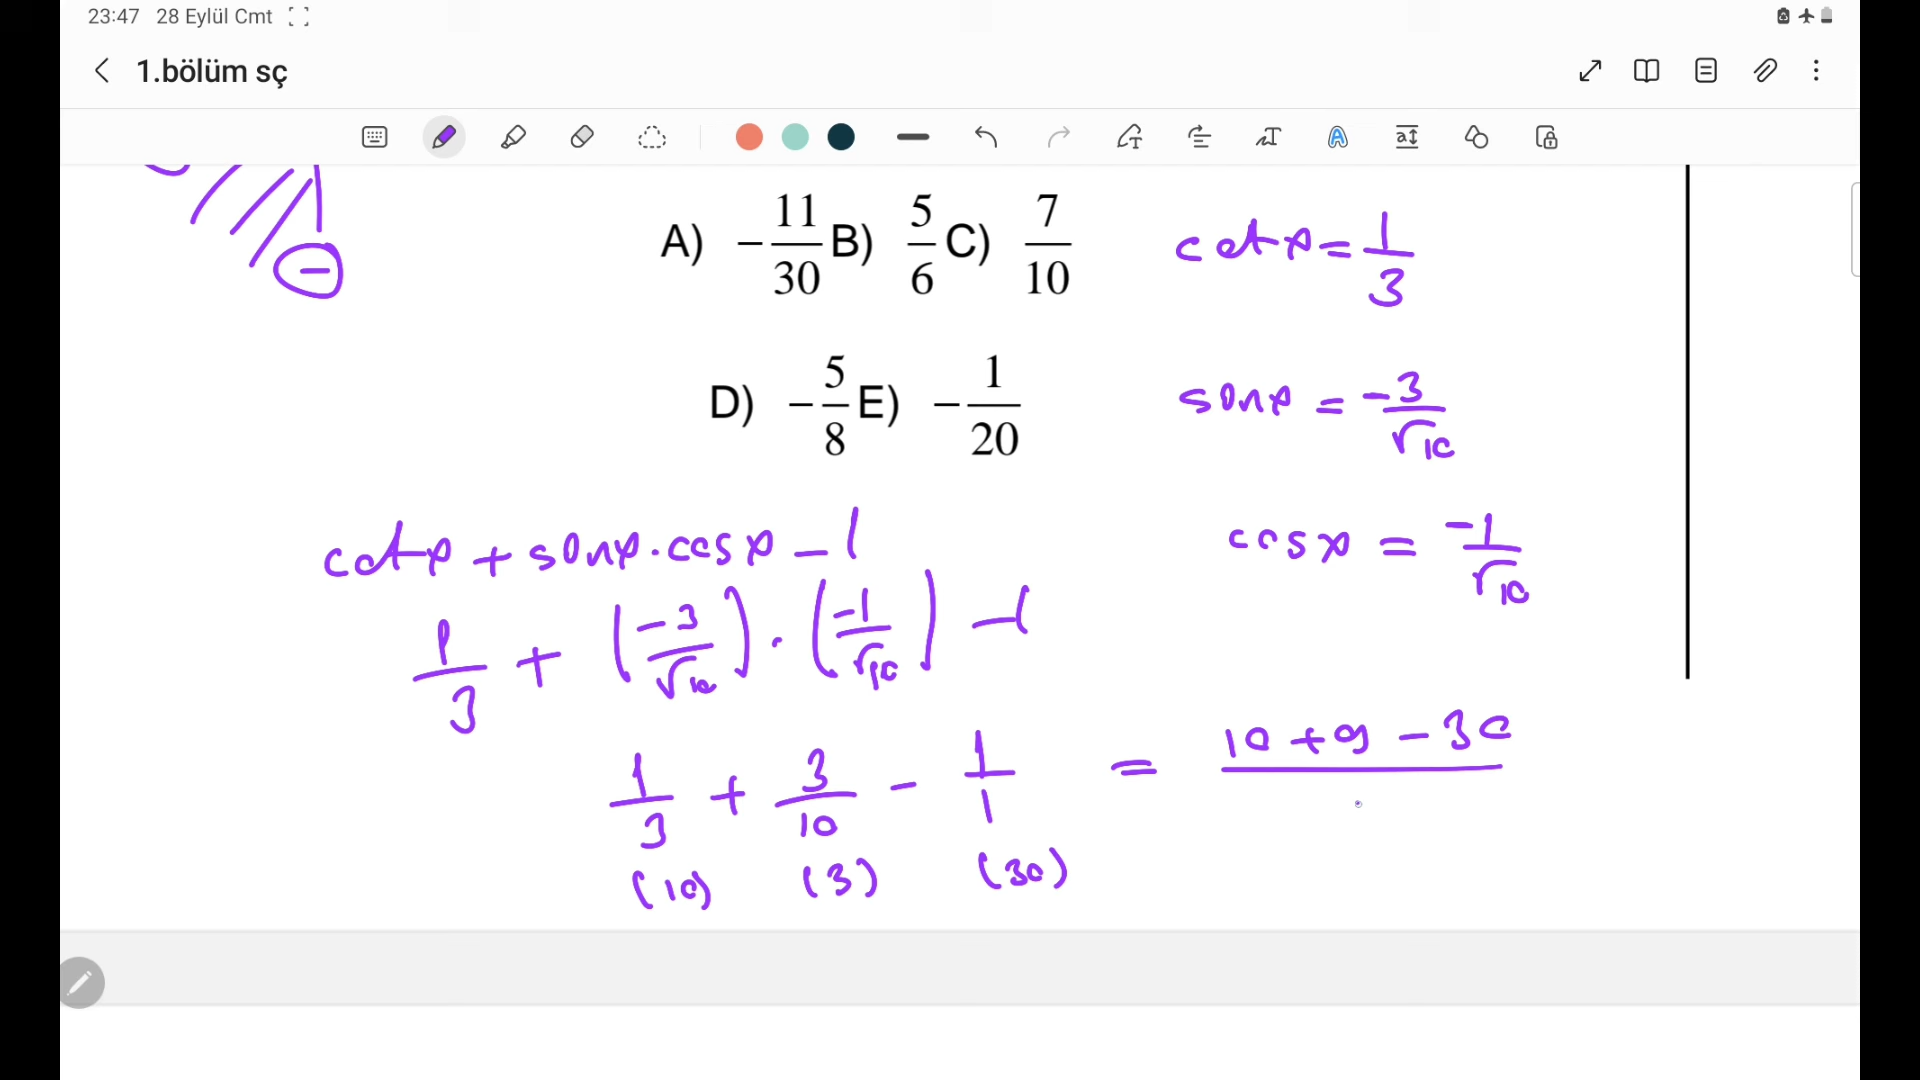 23:47 28 Eylül Cmt
1.bölüm sç
A) -11/30 B) 5/6 C) 7/10
D) -5/8 E) -1/20
cotx = 1/3
sinx = -3/√10
cosx = -1/√10
cotx + sinx . cosx - 1
1/3 + (-3/√10) . (-1/√10) - 1
1/3 + 3/10 - 1/1 = 10 + 9 - 30
(10) (3) (30)